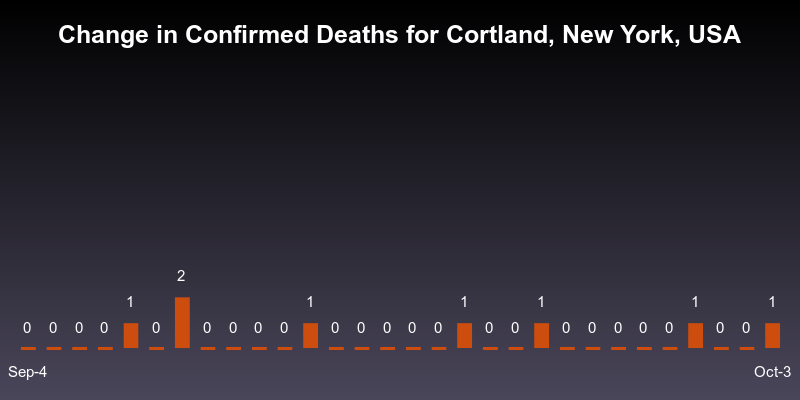 Change in Confirmed Deaths for Cortland, New York, USA
2
1 1 1 1 1 1
0 0 0 0 0 0 0 0 0 0 0 0 0 0 0 0 0 0 0 0 0 0 0
Sep-4 Oct-3